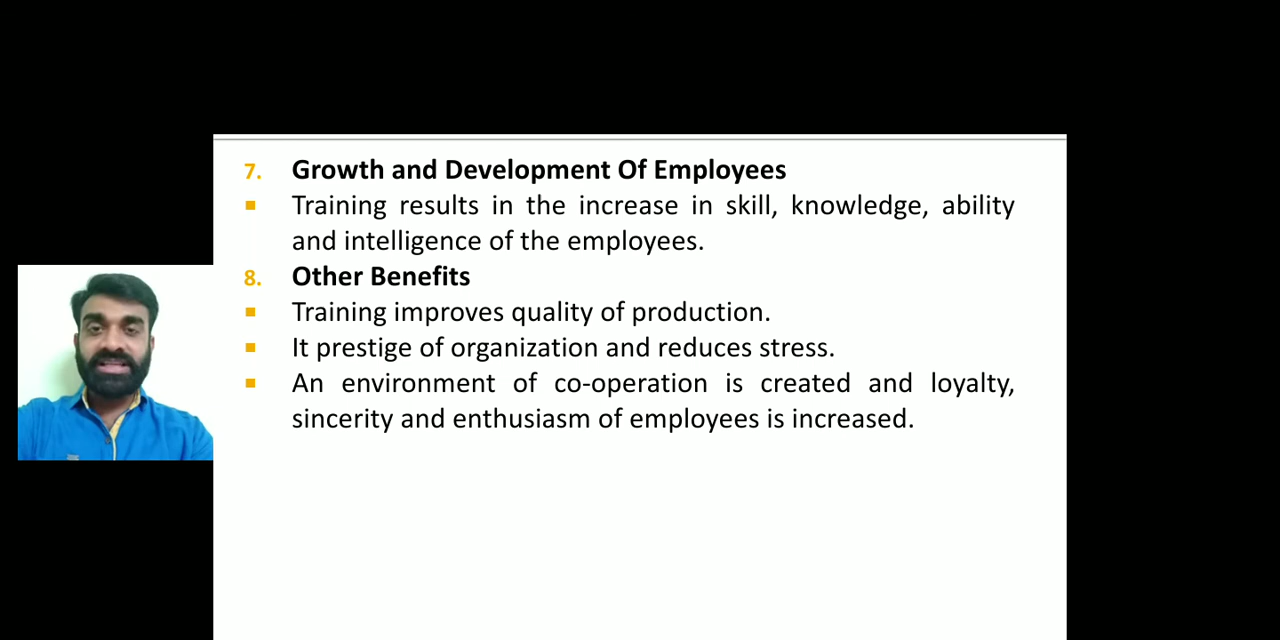 7. Growth and Development Of Employees
▪ Training results in the increase in skill, knowledge, ability
and intelligence of the employees.
8. Other Benefits
▪ Training improves quality of production.
▪ It prestige of organization and reduces stress.
▪ An environment of co-operation is created and loyalty,
sincerity and enthusiasm of employees is increased.